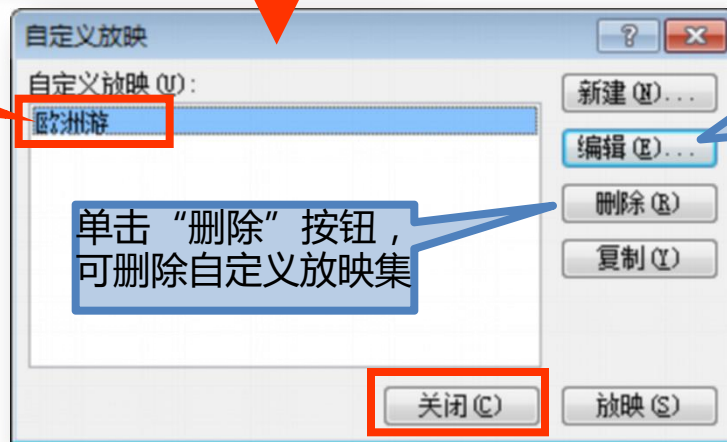 自定义放映
自定义放映(U):
欧洲游
新建(N)...
编辑(E)...
删除(R)
复制(Y)
单击“删除”按钮，
可删除自定义放映集
关闭(C)
放映(S)